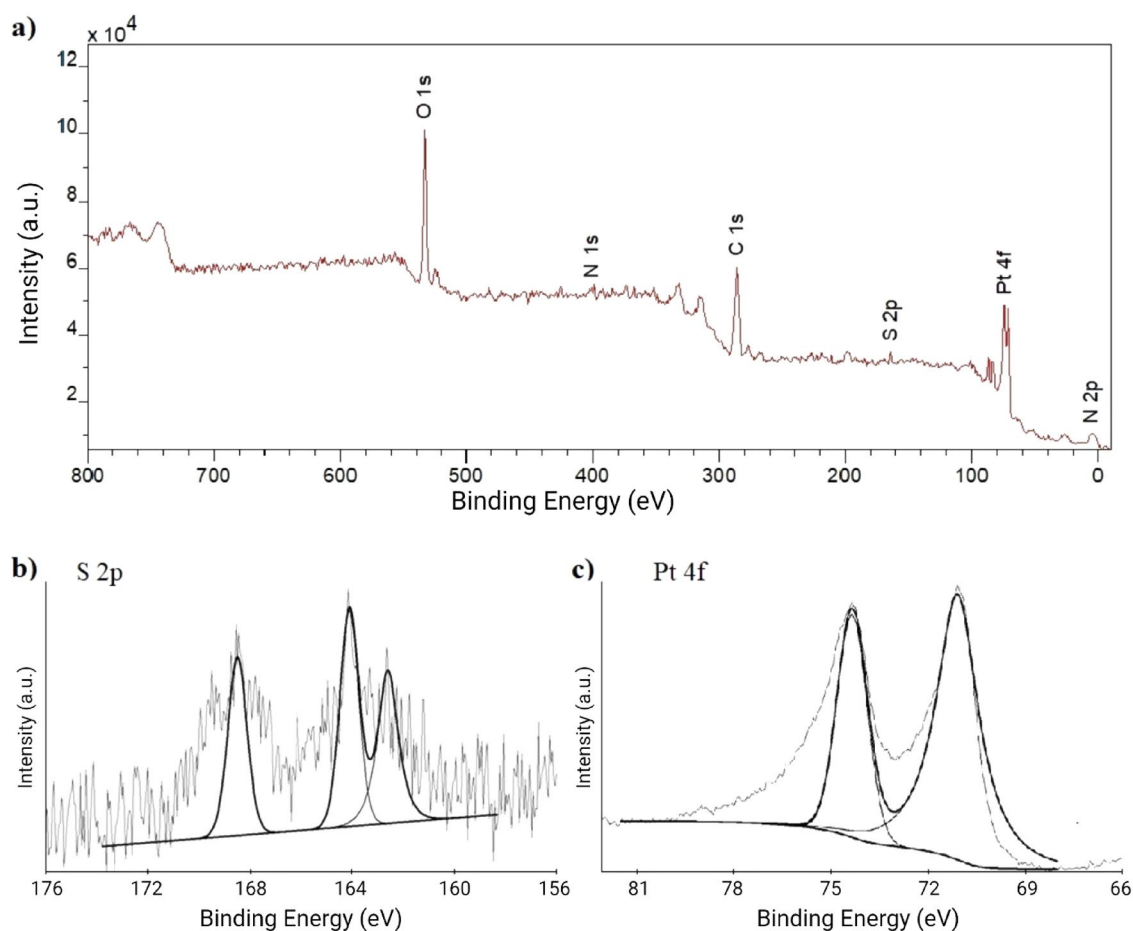 a)
x 10⁴
12
10
8
6
4
2
Intensity (a.u.)
O 1s
N 1s
C 1s
S 2p
Pt 4f
N 2p
800 700 600 500 400 300 200 100 0
Binding Energy (eV)
b) S 2p
Intensity (a.u.)
176 172 168 164 160 156
Binding Energy (eV)
c) Pt 4f
Intensity (a.u.)
81 78 75 72 69 66
Binding Energy (eV)